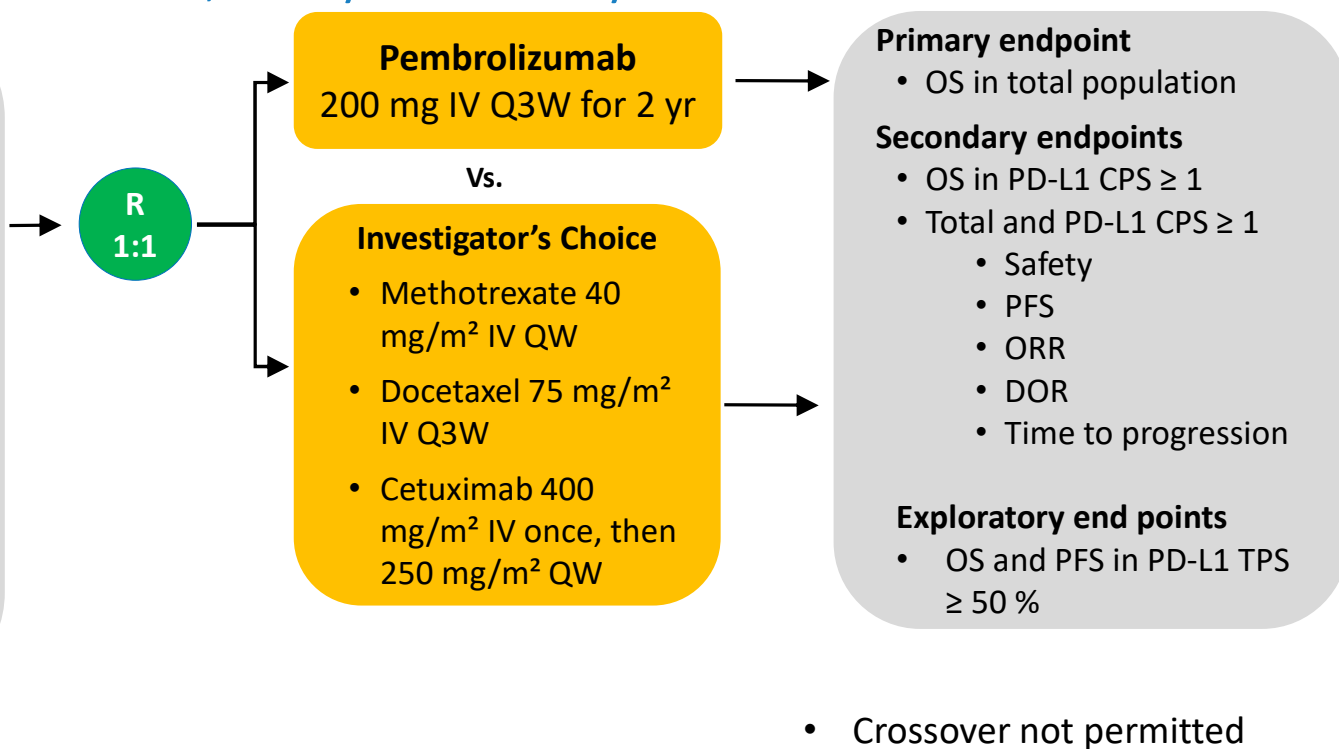 Pembrolizumab
200 mg IV Q3W for 2 yr
R
1:1
Vs.
Investigator’s Choice
• Methotrexate 40
mg/m² IV QW
• Docetaxel 75 mg/m²
IV Q3W
• Cetuximab 400
mg/m² IV once, then
250 mg/m² QW
Primary endpoint
• OS in total population
Secondary endpoints
• OS in PD-L1 CPS ≥ 1
• Total and PD-L1 CPS ≥ 1
• Safety
• PFS
• ORR
• DOR
• Time to progression
Exploratory end points
• OS and PFS in PD-L1 TPS
≥ 50 %
• Crossover not permitted